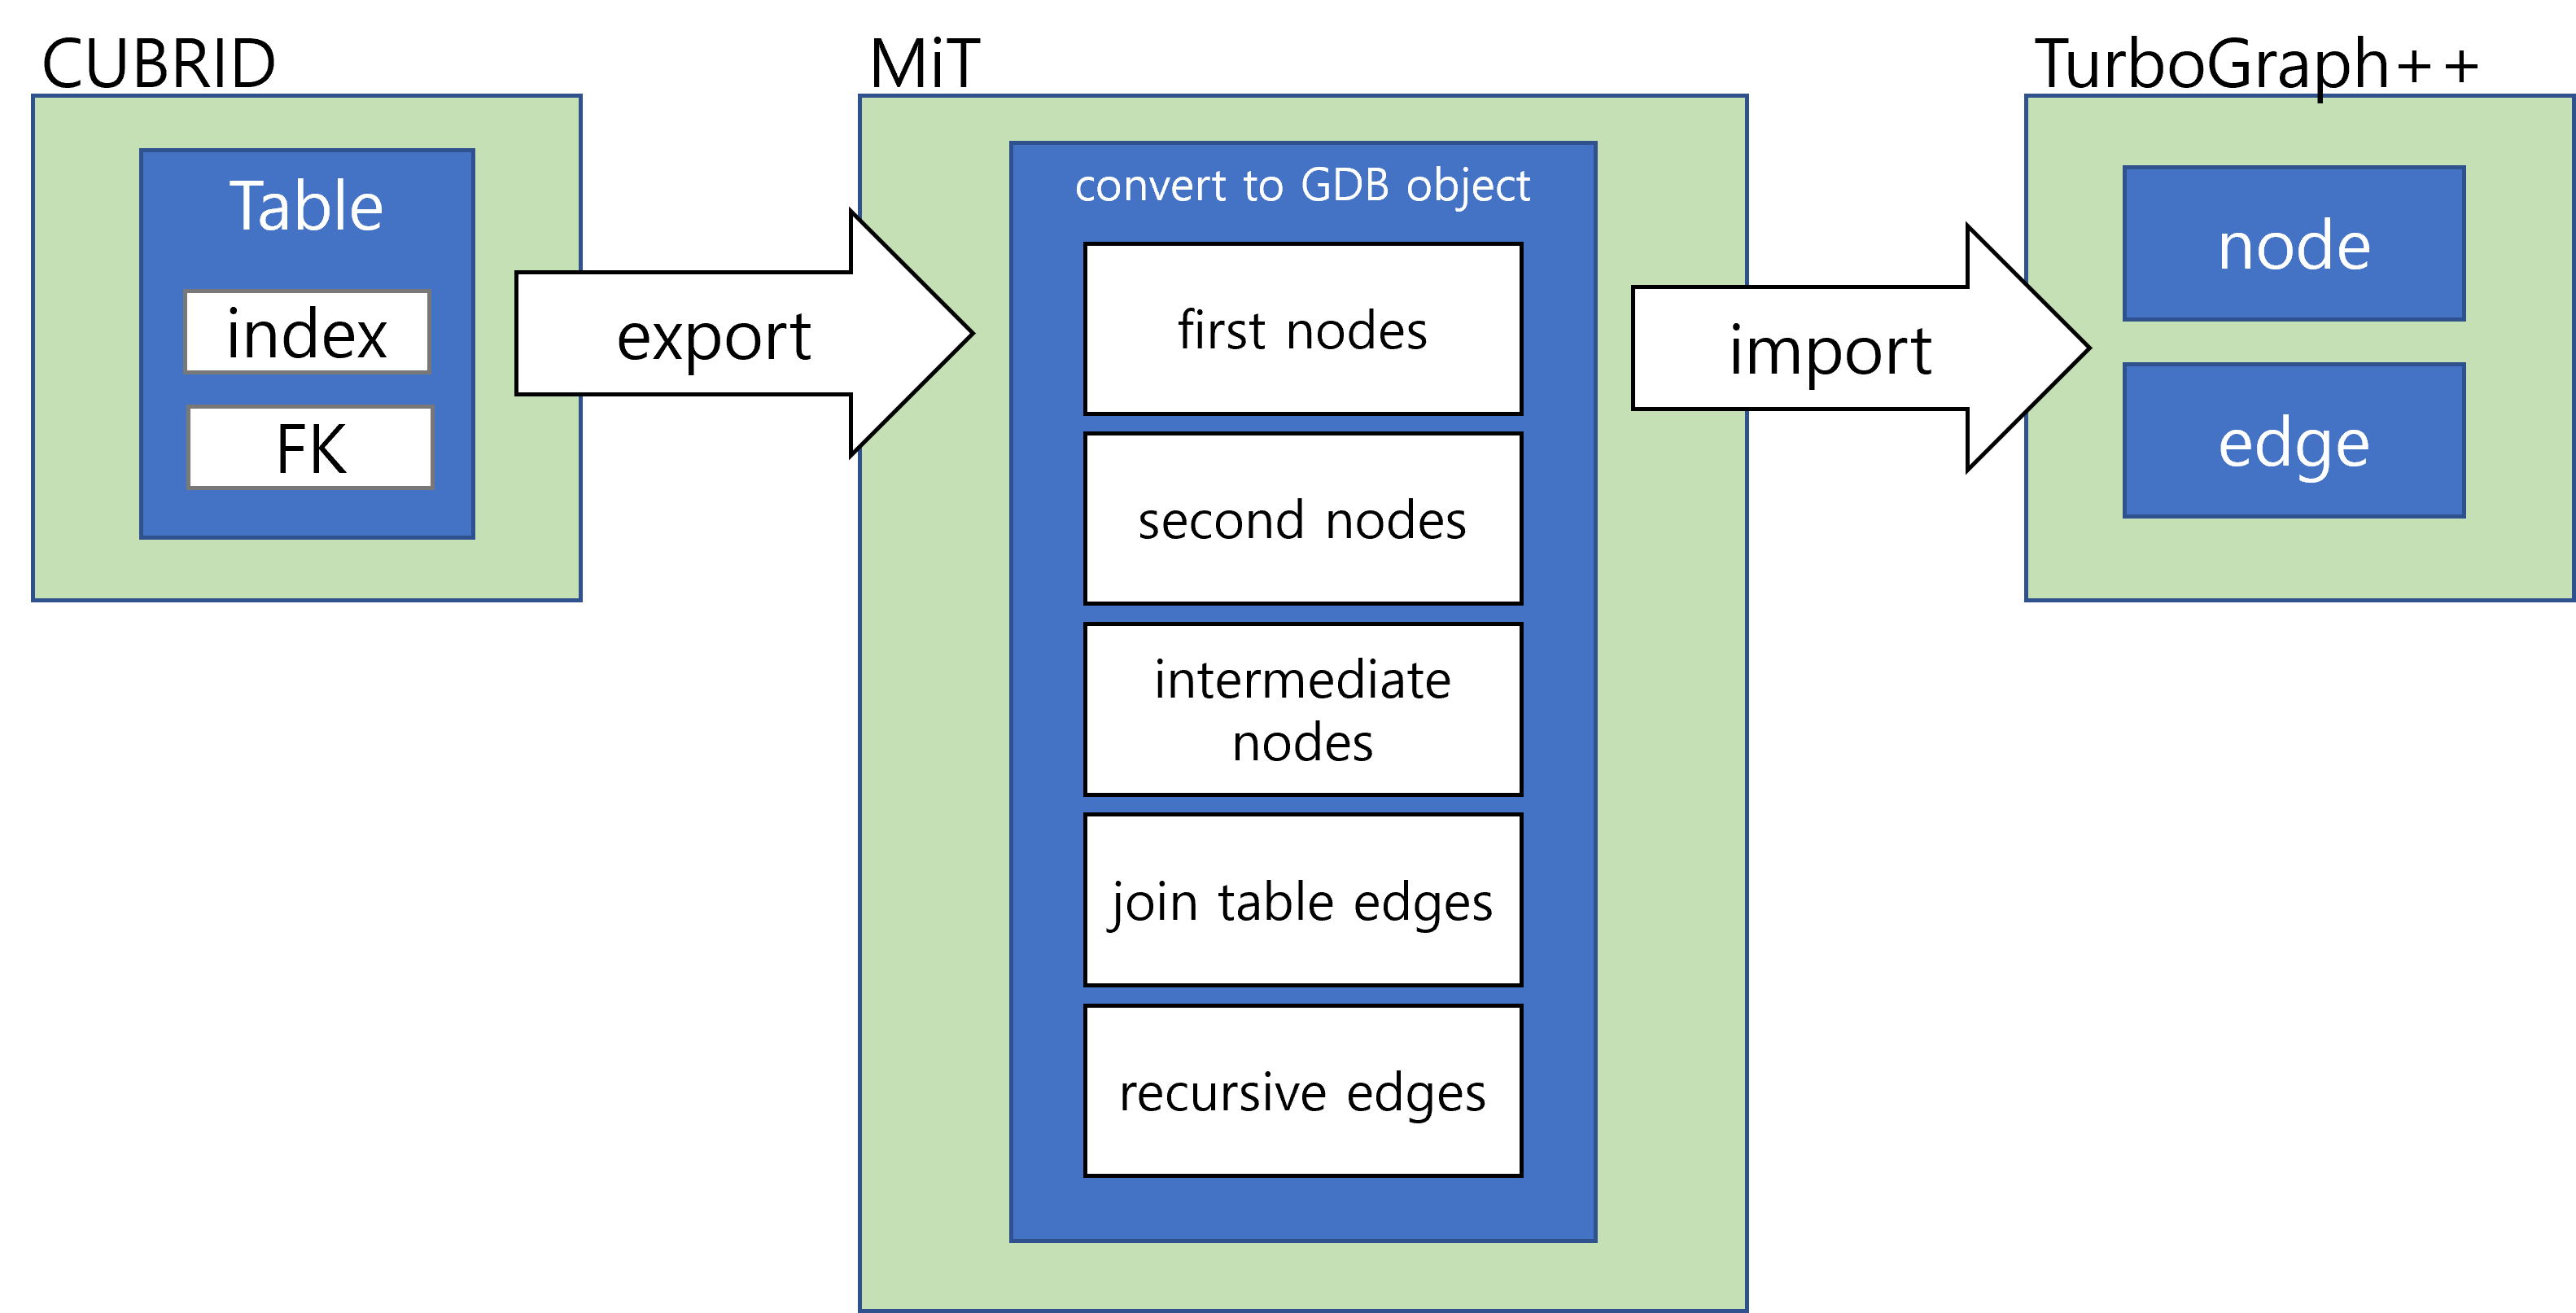 CUBRID
Table
index
FK
export
MiT
convert to GDB object
first nodes
second nodes
intermediate
nodes
join table edges
recursive edges
import
TurboGraph++
node
edge